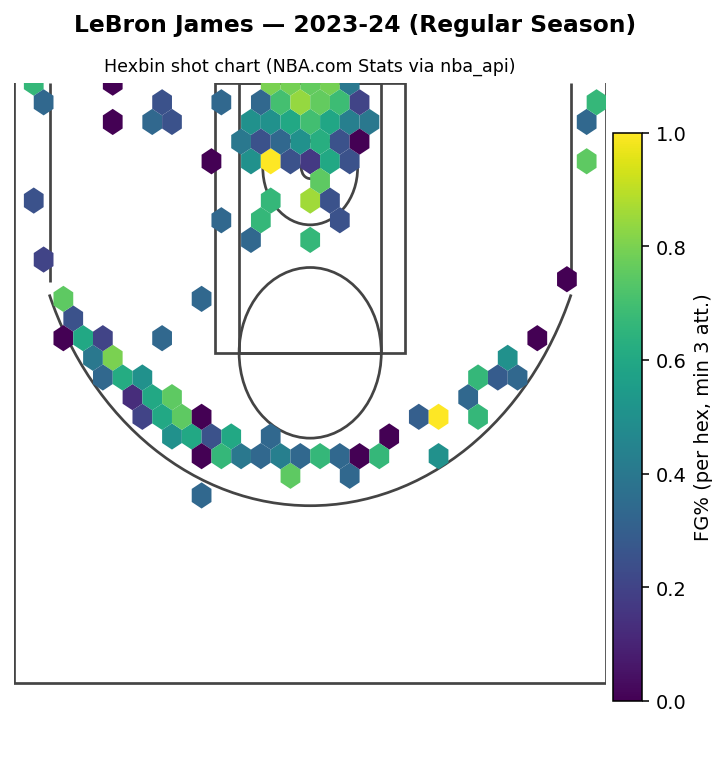 LeBron James — 2023-24 (Regular Season)
Hexbin shot chart (NBA.com Stats via nba_api)
1.0
0.8
0.6
0.4
0.2
0.0
FG% (per hex, min 3 att.)